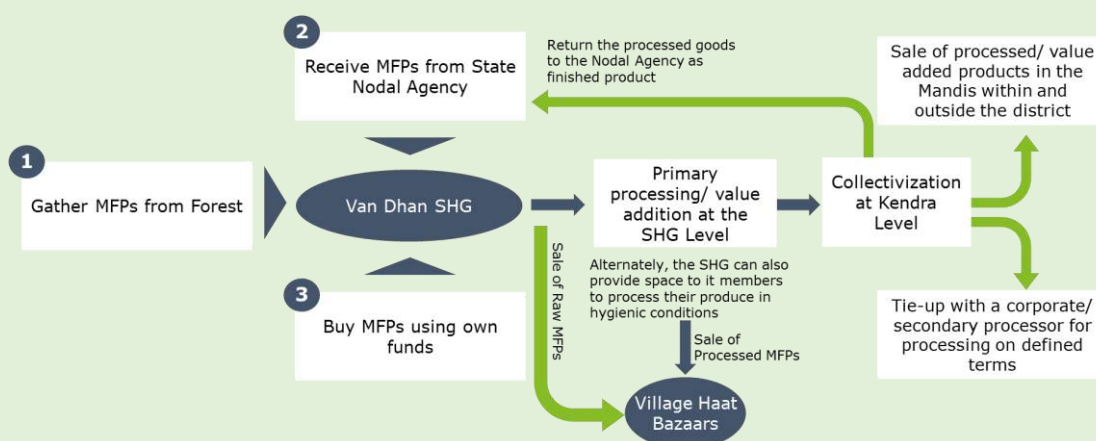 2
Receive MFPs from State
Nodal Agency
Return the processed goods
to the Nodal Agency as
finished product
Sale of processed/ value
added products in the
Mandis within and
outside the district
1
Gather MFPs from Forest
Van Dhan SHG
Primary
processing/ value
addition at the
SHG Level
Collectivization
at Kendra
Level
3
Buy MFPs using own
funds
Sale of Raw MFPs
Alternately, the SHG can also
provide space to it members
to process their produce in
hygienic conditions
Sale of
Processed MFPs
Village Haat
Bazaars
Tie-up with a corporate/
secondary processor for
processing on defined
terms